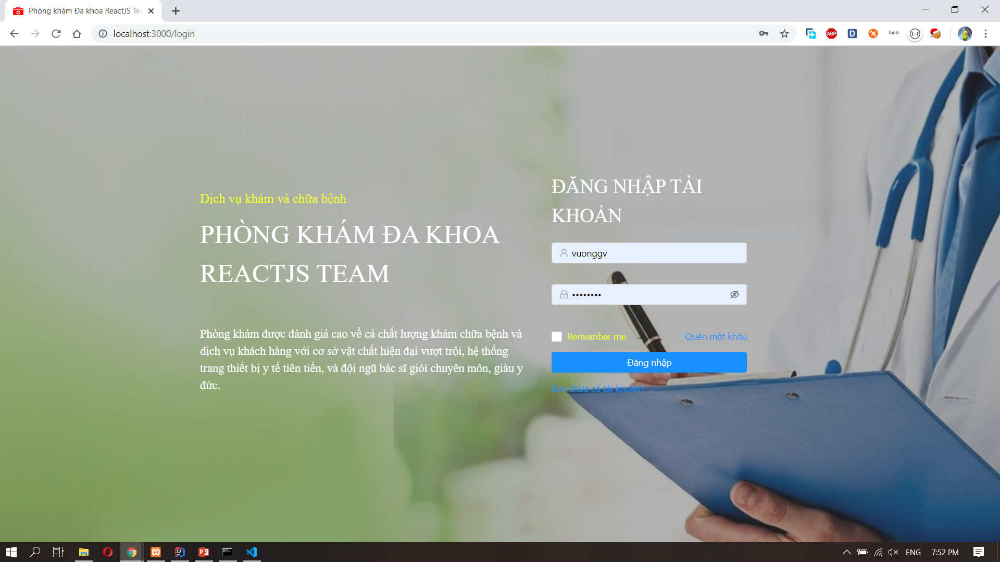 Phòng khám Đa khoa ReactJS Te
localhost:3000/login
ABP
D
fonts
Dịch vụ khám và chữa bệnh
PHÒNG KHÁM ĐA KHOA
REACTJS TEAM
Phòng khám được đánh giá cao về cả chất lượng khám chữa bệnh và
dịch vụ khách hàng với cơ sở vật chất hiện đại vượt trội, hệ thống
trang thiết bị y tế tiên tiến, và đội ngũ bác sĩ giỏi chuyên môn, giàu y
đức.
ĐĂNG NHẬP TÀI
KHOẢN
vuonggv
••••••••
Remember me
Quên mật khẩu
Đăng nhập
Bạn chưa có tài khoản?
ENG
7:52 PM